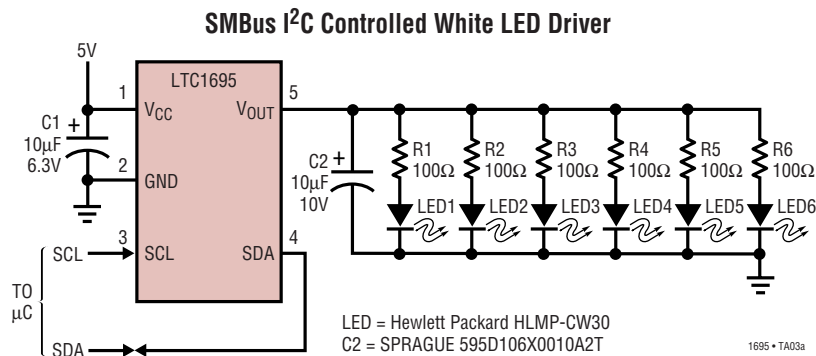 SMBus I2C Controlled White LED Driver
5V
LTC1695
1
VCC
VOUT
5
C1
+
10µF
6.3V
2
GND
C2
+
10µF
10V
R1
100Ω
R2
100Ω
R3
100Ω
R4
100Ω
R5
100Ω
R6
100Ω
LED1
LED2
LED3
LED4
LED5
LED6
SCL
3
SCL
SDA
4
TO
µC
SDA
LED = Hewlett Packard HLMP-CW30
C2 = SPRAGUE 595D106X0010A2T
1695 • TA03a